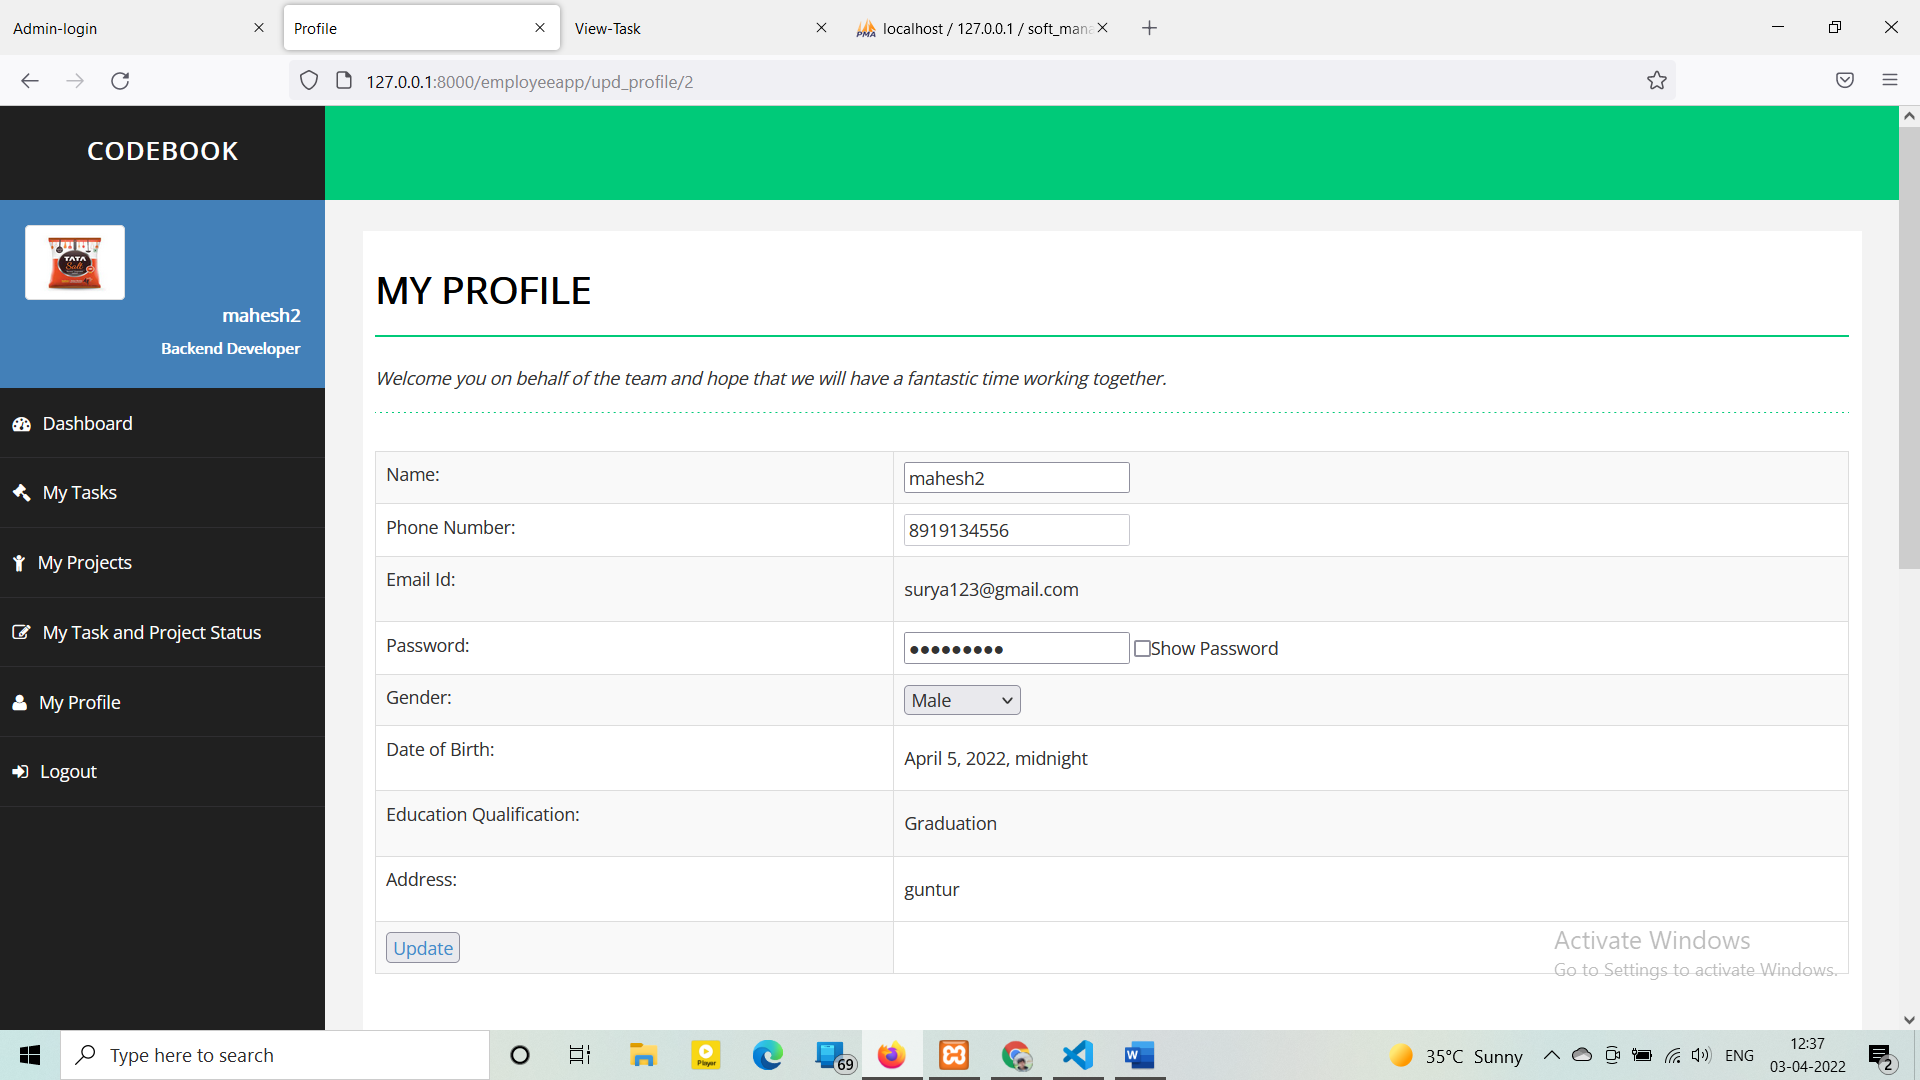 Admin-login
Profile
View-Task
localhost / 127.0.0.1 / soft_mana
127.0.0.1:8000/employeeapp/upd_profile/2
CODEBOOK
TATA
Salt
mahesh2
Backend Developer
Dashboard
My Tasks
My Projects
My Task and Project Status
My Profile
Logout
MY PROFILE
Welcome you on behalf of the team and hope that we will have a fantastic time working together.
Name: mahesh2
Phone Number: 8919134556
Email Id: surya123@gmail.com
Password: ●●●●●●●●● Show Password
Gender: Male
Date of Birth: April 5, 2022, midnight
Education Qualification: Graduation
Address: guntur
Update
Activate Windows
Go to Settings to activate Windows.
Type here to search
Player
69
35°C Sunny
ENG
12:37
03-04-2022
2